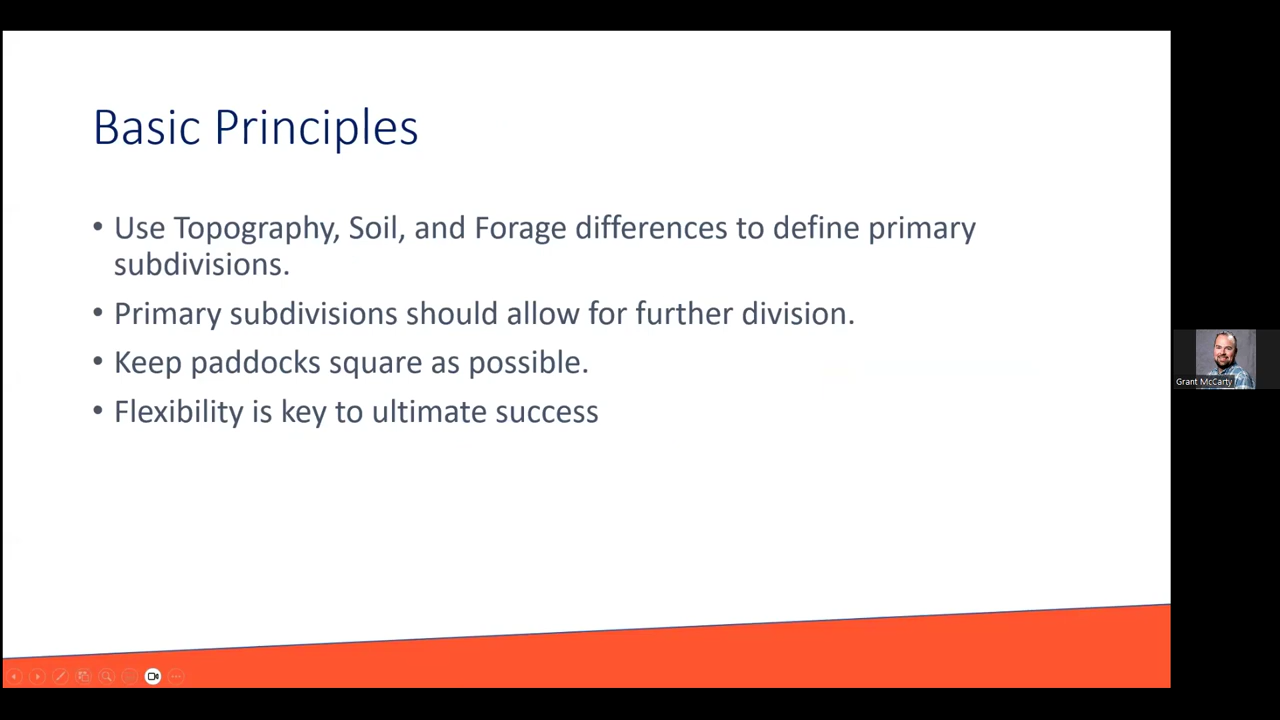 Basic Principles
• Use Topography, Soil, and Forage differences to define primary
subdivisions.
• Primary subdivisions should allow for further division.
• Keep paddocks square as possible.
• Flexibility is key to ultimate success
Grant McCarty